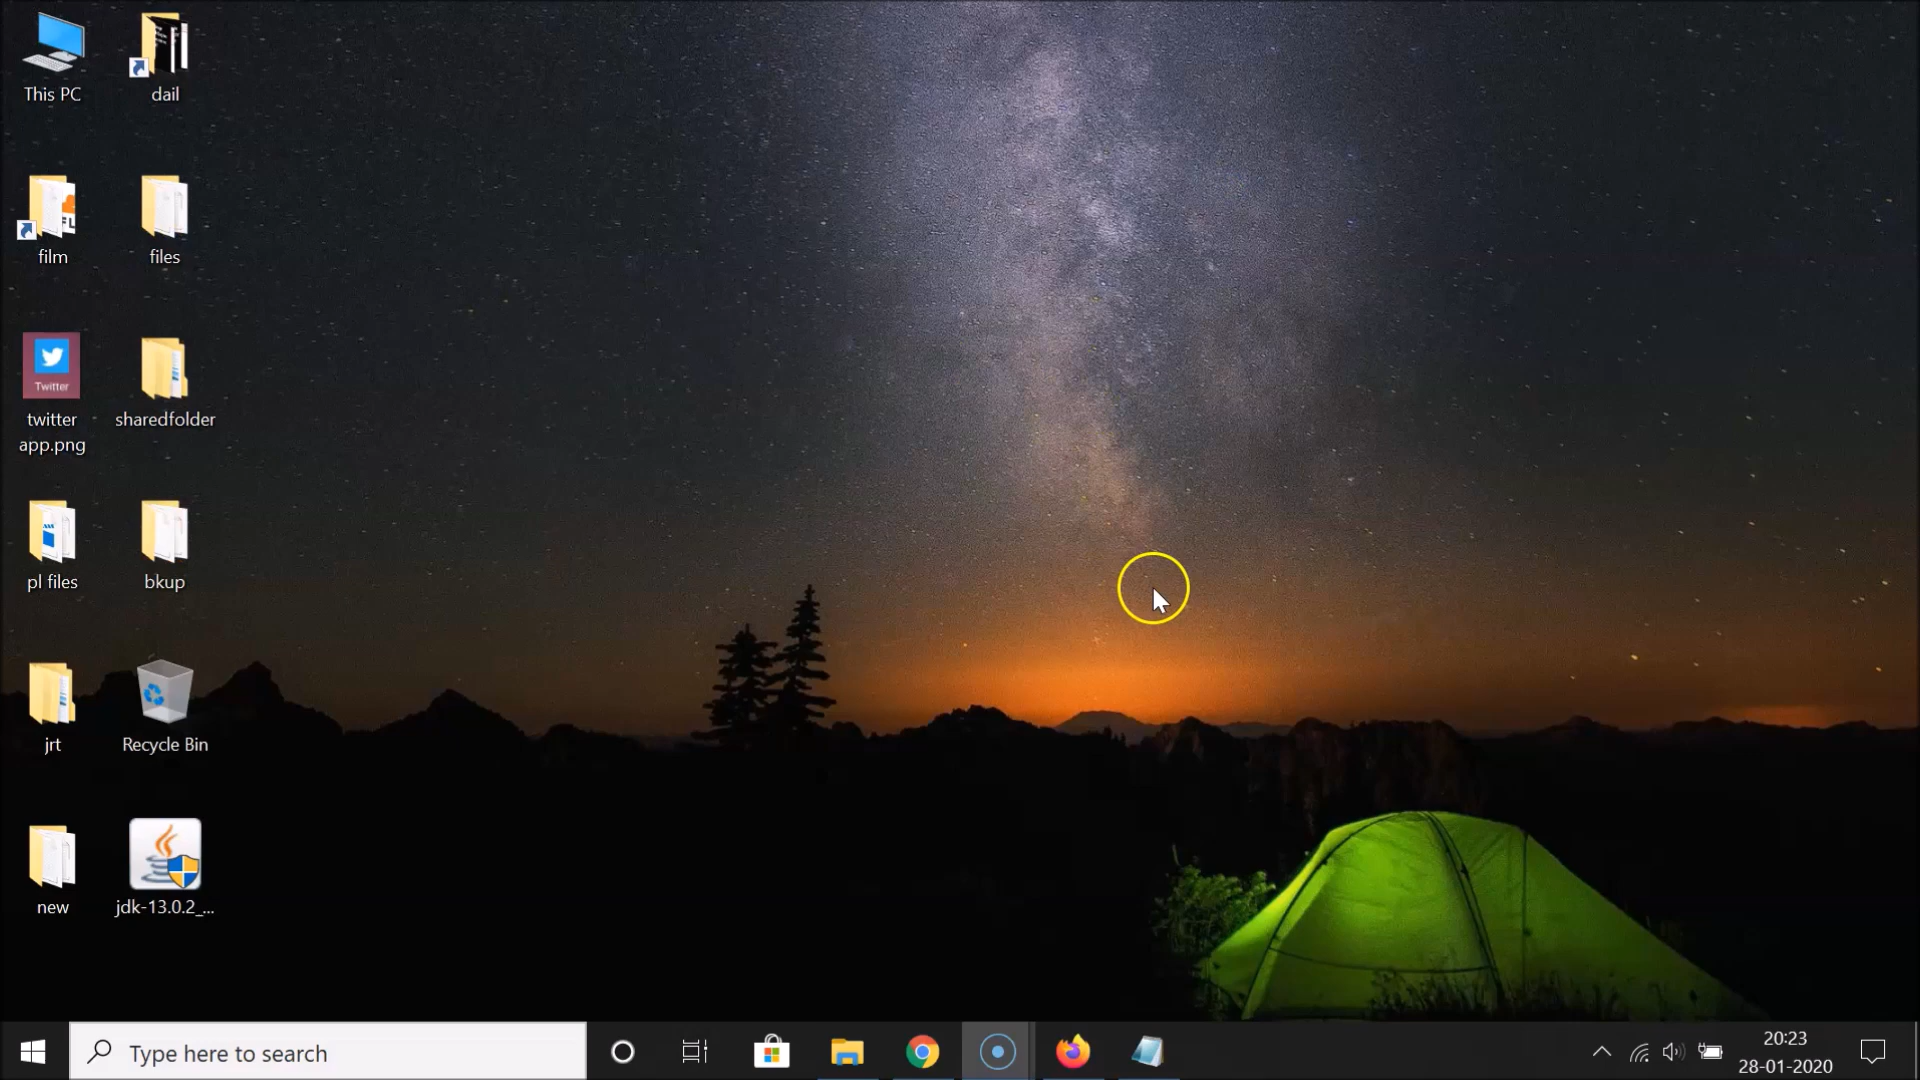 This PC
dail
film
files
Twitter
twitter
app.png
sharedfolder
pl files
bkup
jrt
Recycle Bin
new
jdk-13.0.2_...
Type here to search
20:23
28-01-2020